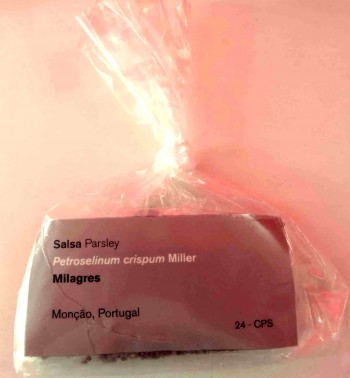 Salsa Parsley
Petroselinum crispum Miller
Milagres
Monção, Portugal
24 - CPS